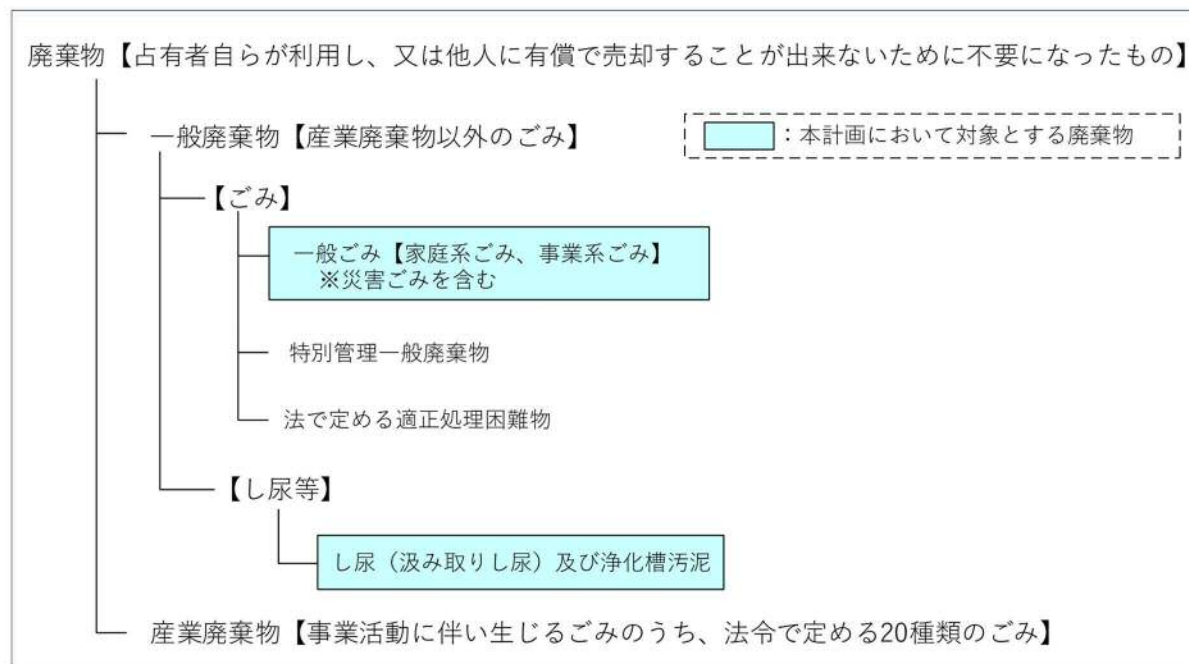 廃棄物【占有者自らが利用し、又は他人に有償で売却することが出来ないために不要になったもの】
一般廃棄物【産業廃棄物以外のごみ】
：本計画において対象とする廃棄物
【ごみ】
一般ごみ【家庭系ごみ、事業系ごみ】
※災害ごみを含む
特別管理一般廃棄物
法で定める適正処理困難物
【し尿等】
し尿（汲み取りし尿）及び浄化槽汚泥
産業廃棄物【事業活動に伴い生じるごみのうち、法令で定める20種類のごみ】